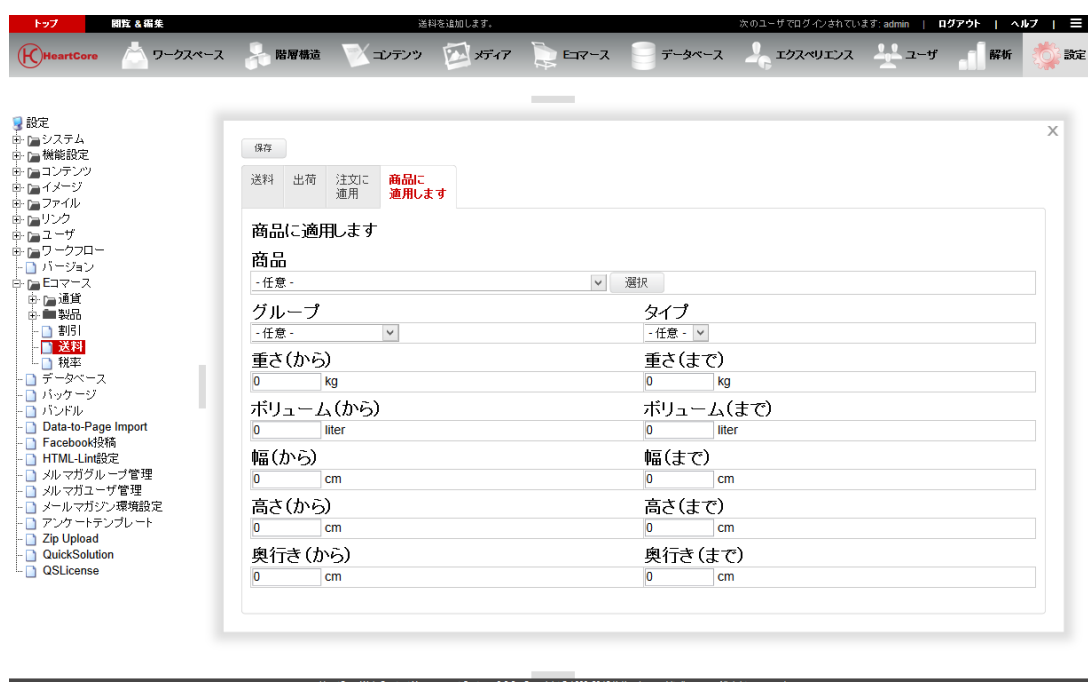 トップ 閲覧 & 編集 送料を追加します。 次のユーザでログインされています: admin | ログアウト | ヘルプ | ☰
HeartCore ワークスペース 階層構造 コンテンツ メディア Eコマース データベース エクスペリエンス ユーザ 解析 設定
設定
システム
機能設定
コンテンツ
イメージ
ファイル
リンク
ユーザ
ワークフロー
バージョン
Eコマース
通貨
製品
割引
送料
税率
データベース
パッケージ
バンドル
Data-to-Page Import
Facebook投稿
HTML-Lint設定
メルマガグループ管理
メルマガユーザ管理
メールマガジン環境設定
アンケートテンプレート
Zip Upload
QuickSolution
QSLicense
X
保存
送料 出荷 注文に適用 商品に適用します
商品に適用します
商品
- 任意 - 選択
グループ タイプ
- 任意 - - 任意 -
重さ(から) 重さ(まで)
0 kg 0 kg
ボリューム(から) ボリューム(まで)
0 liter 0 liter
幅(から) 幅(まで)
0 cm 0 cm
高さ(から) 高さ(まで)
0 cm 0 cm
奥行き(から) 奥行き(まで)
0 cm 0 cm